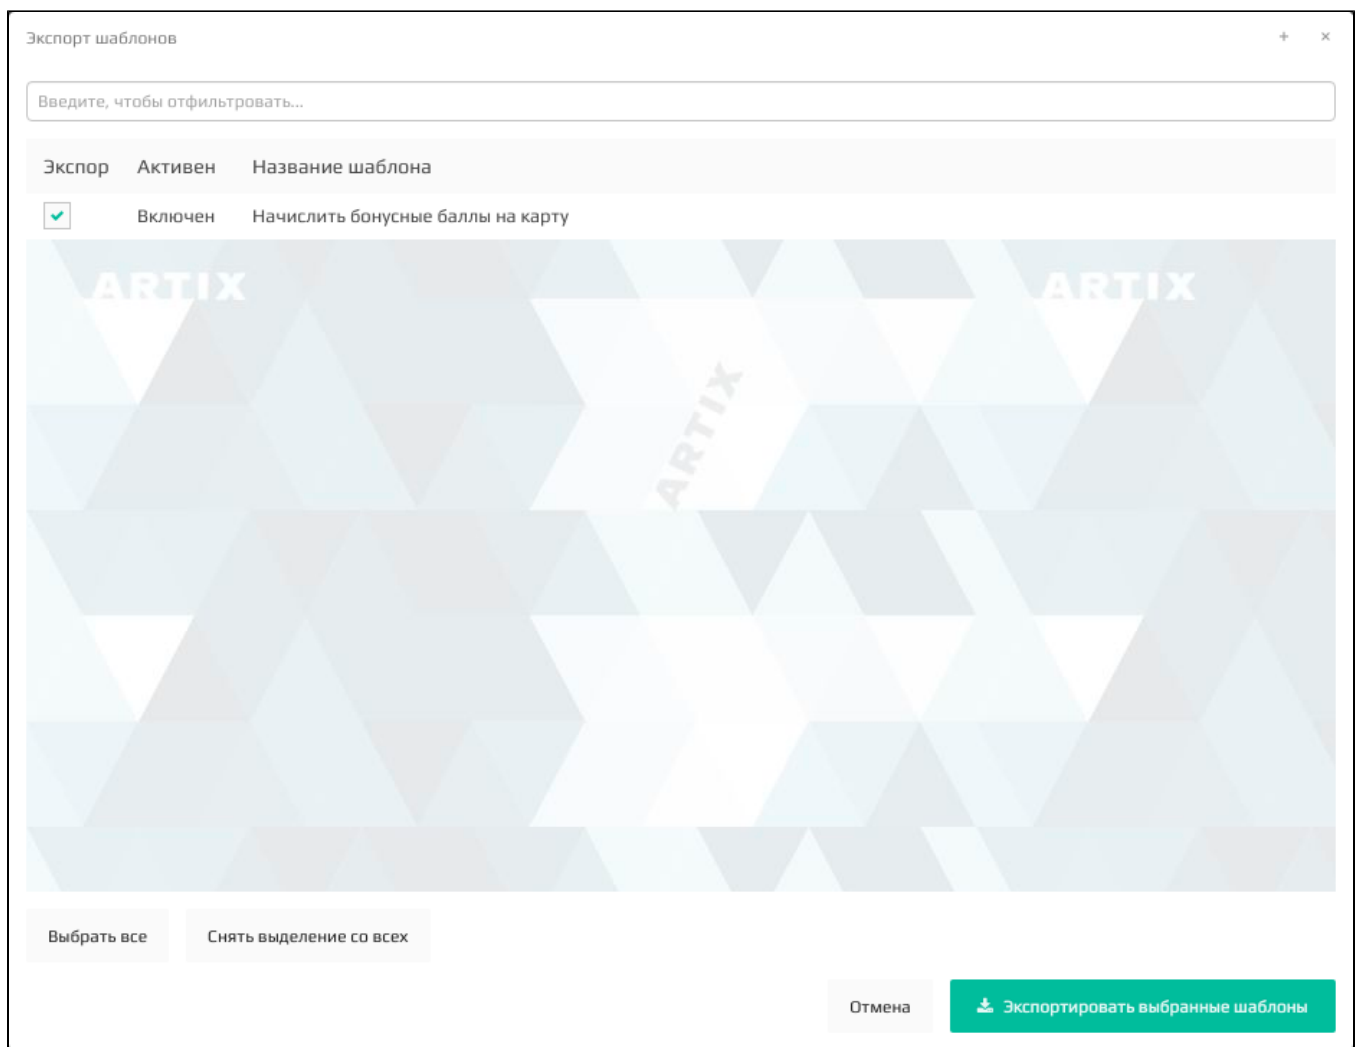 Экспорт шаблонов
Введите, чтобы отфильтровать...
Экспор Активен Название шаблона
Включен Начислить бонусные баллы на карту
ARTIX ARTIX
ARTIX
Выбрать все Снять выделение со всех
Отмена Экспортировать выбранные шаблоны